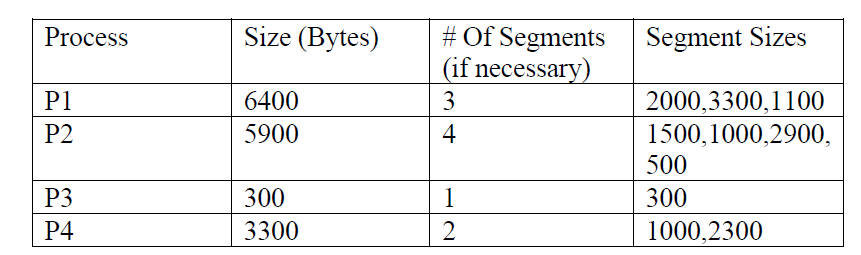 Process Size (Bytes) # Of Segments Segment Sizes
(if necessary)
P1 6400 3 2000,3300,1100
P2 5900 4 1500,1000,2900,
500
P3 300 1 300
P4 3300 2 1000,2300